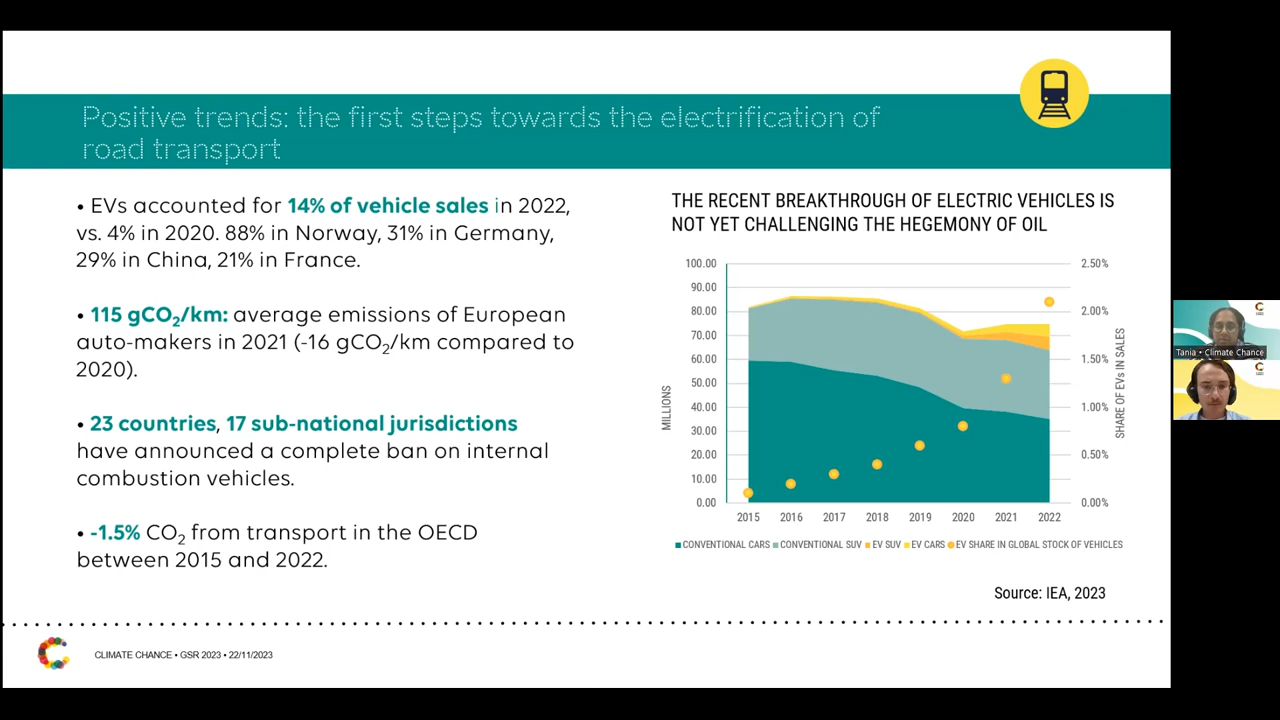 Positive trends: the first steps towards the electrification of
road transport
• EVs accounted for 14% of vehicle sales in 2022,
vs. 4% in 2020. 88% in Norway, 31% in Germany,
29% in China, 21% in France.
• 115 gCO₂/km: average emissions of European
auto-makers in 2021 (-16 gCO₂/km compared to
2020).
• 23 countries, 17 sub-national jurisdictions
have announced a complete ban on internal
combustion vehicles.
• -1.5% CO₂ from transport in the OECD
between 2015 and 2022.
THE RECENT BREAKTHROUGH OF ELECTRIC VEHICLES IS
NOT YET CHALLENGING THE HEGEMONY OF OIL
MILLIONS
100.00
90.00
80.00
70.00
60.00
50.00
40.00
30.00
20.00
10.00
0.00
2.50%
2.00%
1.50%
1.00%
0.50%
0.00%
SHARE OF EVs IN SALES
2015 2016 2017 2018 2019 2020 2021 2022
CONVENTIONAL CARS CONVENTIONAL SUV EV SUV EV CARS EV SHARE IN GLOBAL STOCK OF VEHICLES
Source: IEA, 2023
CLIMATE CHANCE • GSR 2023 • 22/11/2023
Tania • Climate Chance